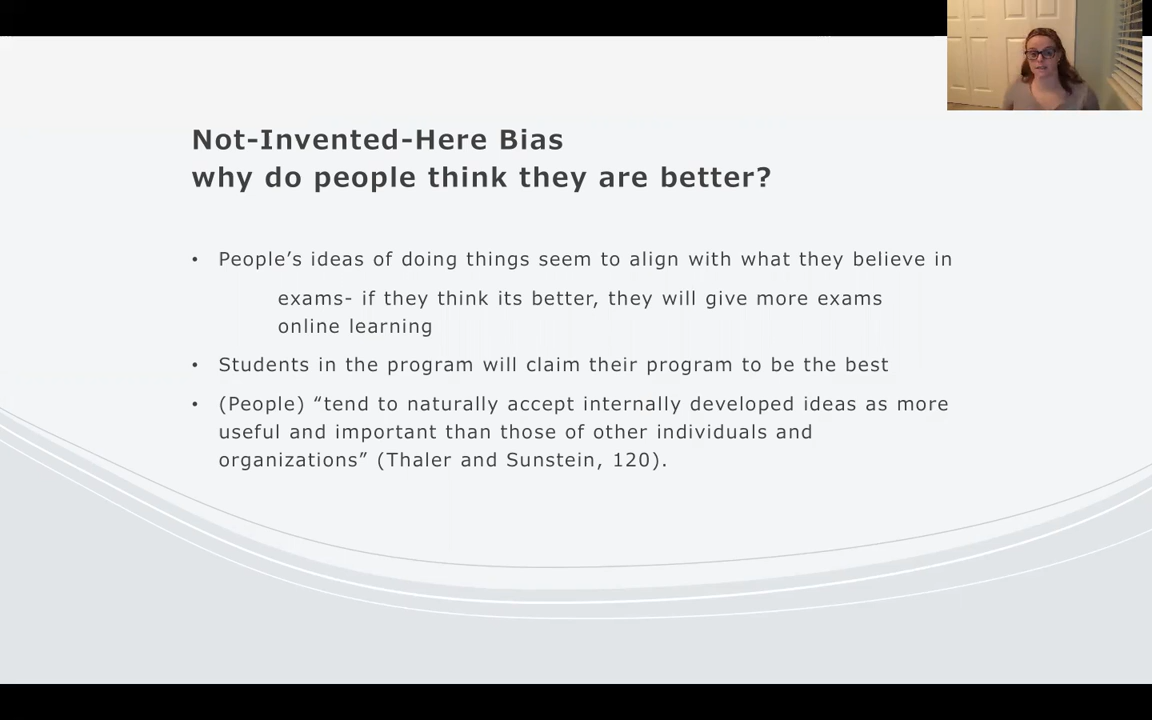 Not-Invented-Here Bias
why do people think they are better?
• People’s ideas of doing things seem to align with what they believe in
exams- if they think its better, they will give more exams
online learning
• Students in the program will claim their program to be the best
• (People) “tend to naturally accept internally developed ideas as more
useful and important than those of other individuals and
organizations” (Thaler and Sunstein, 120).